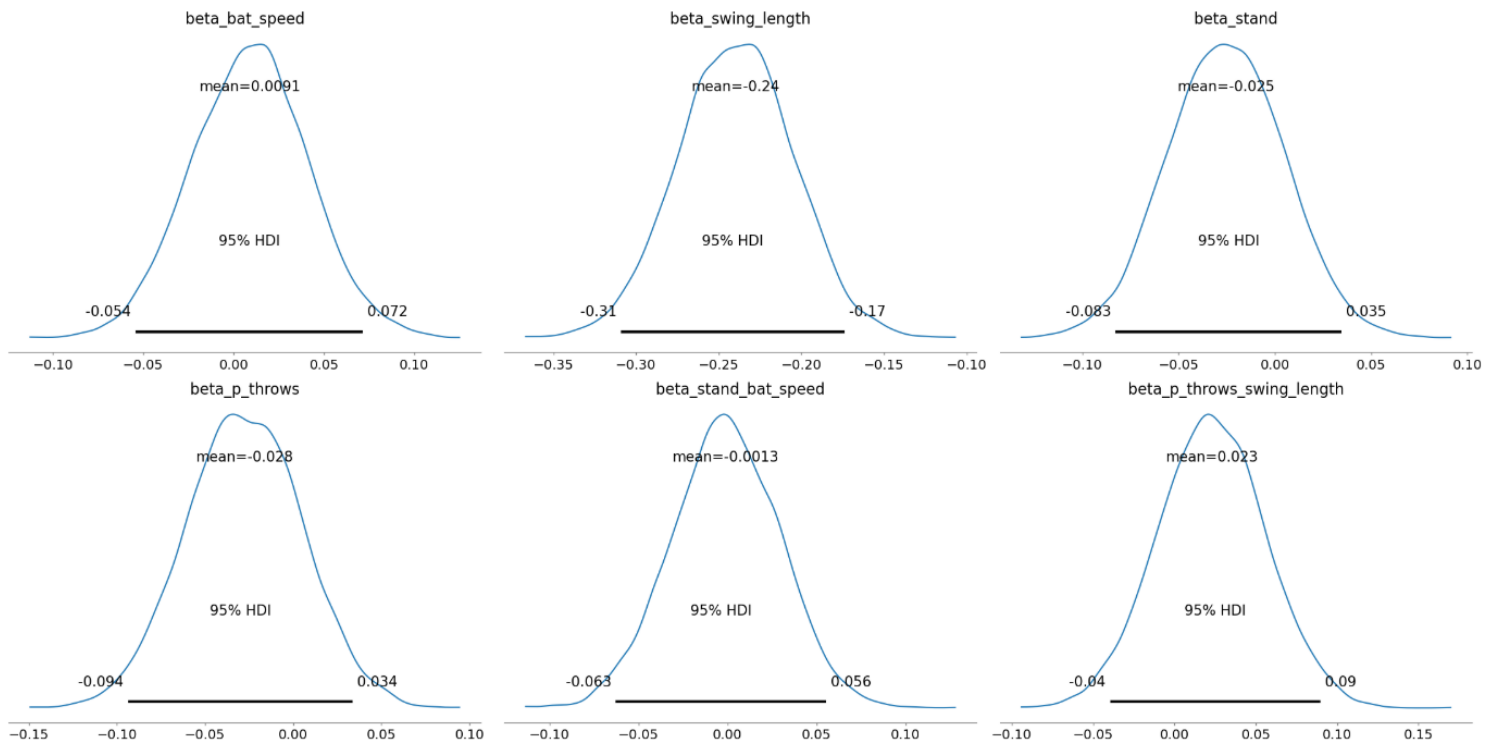 beta_bat_speed
mean=0.0091
95% HDI
-0.054 0.072
−0.10 −0.05 0.00 0.05 0.10
beta_swing_length
mean=-0.24
95% HDI
-0.31 -0.17
−0.35 −0.30 −0.25 −0.20 −0.15 −0.10
beta_stand
mean=-0.025
95% HDI
-0.083 0.035
−0.10 −0.05 0.00 0.05 0.10
beta_p_throws
mean=-0.028
95% HDI
-0.094 0.034
−0.15 −0.10 −0.05 0.00 0.05 0.10
beta_stand_bat_speed
mean=-0.0013
95% HDI
-0.063 0.056
−0.10 −0.05 0.00 0.05 0.10
beta_p_throws_swing_length
mean=0.023
95% HDI
-0.04 0.09
−0.10 −0.05 0.00 0.05 0.10 0.15